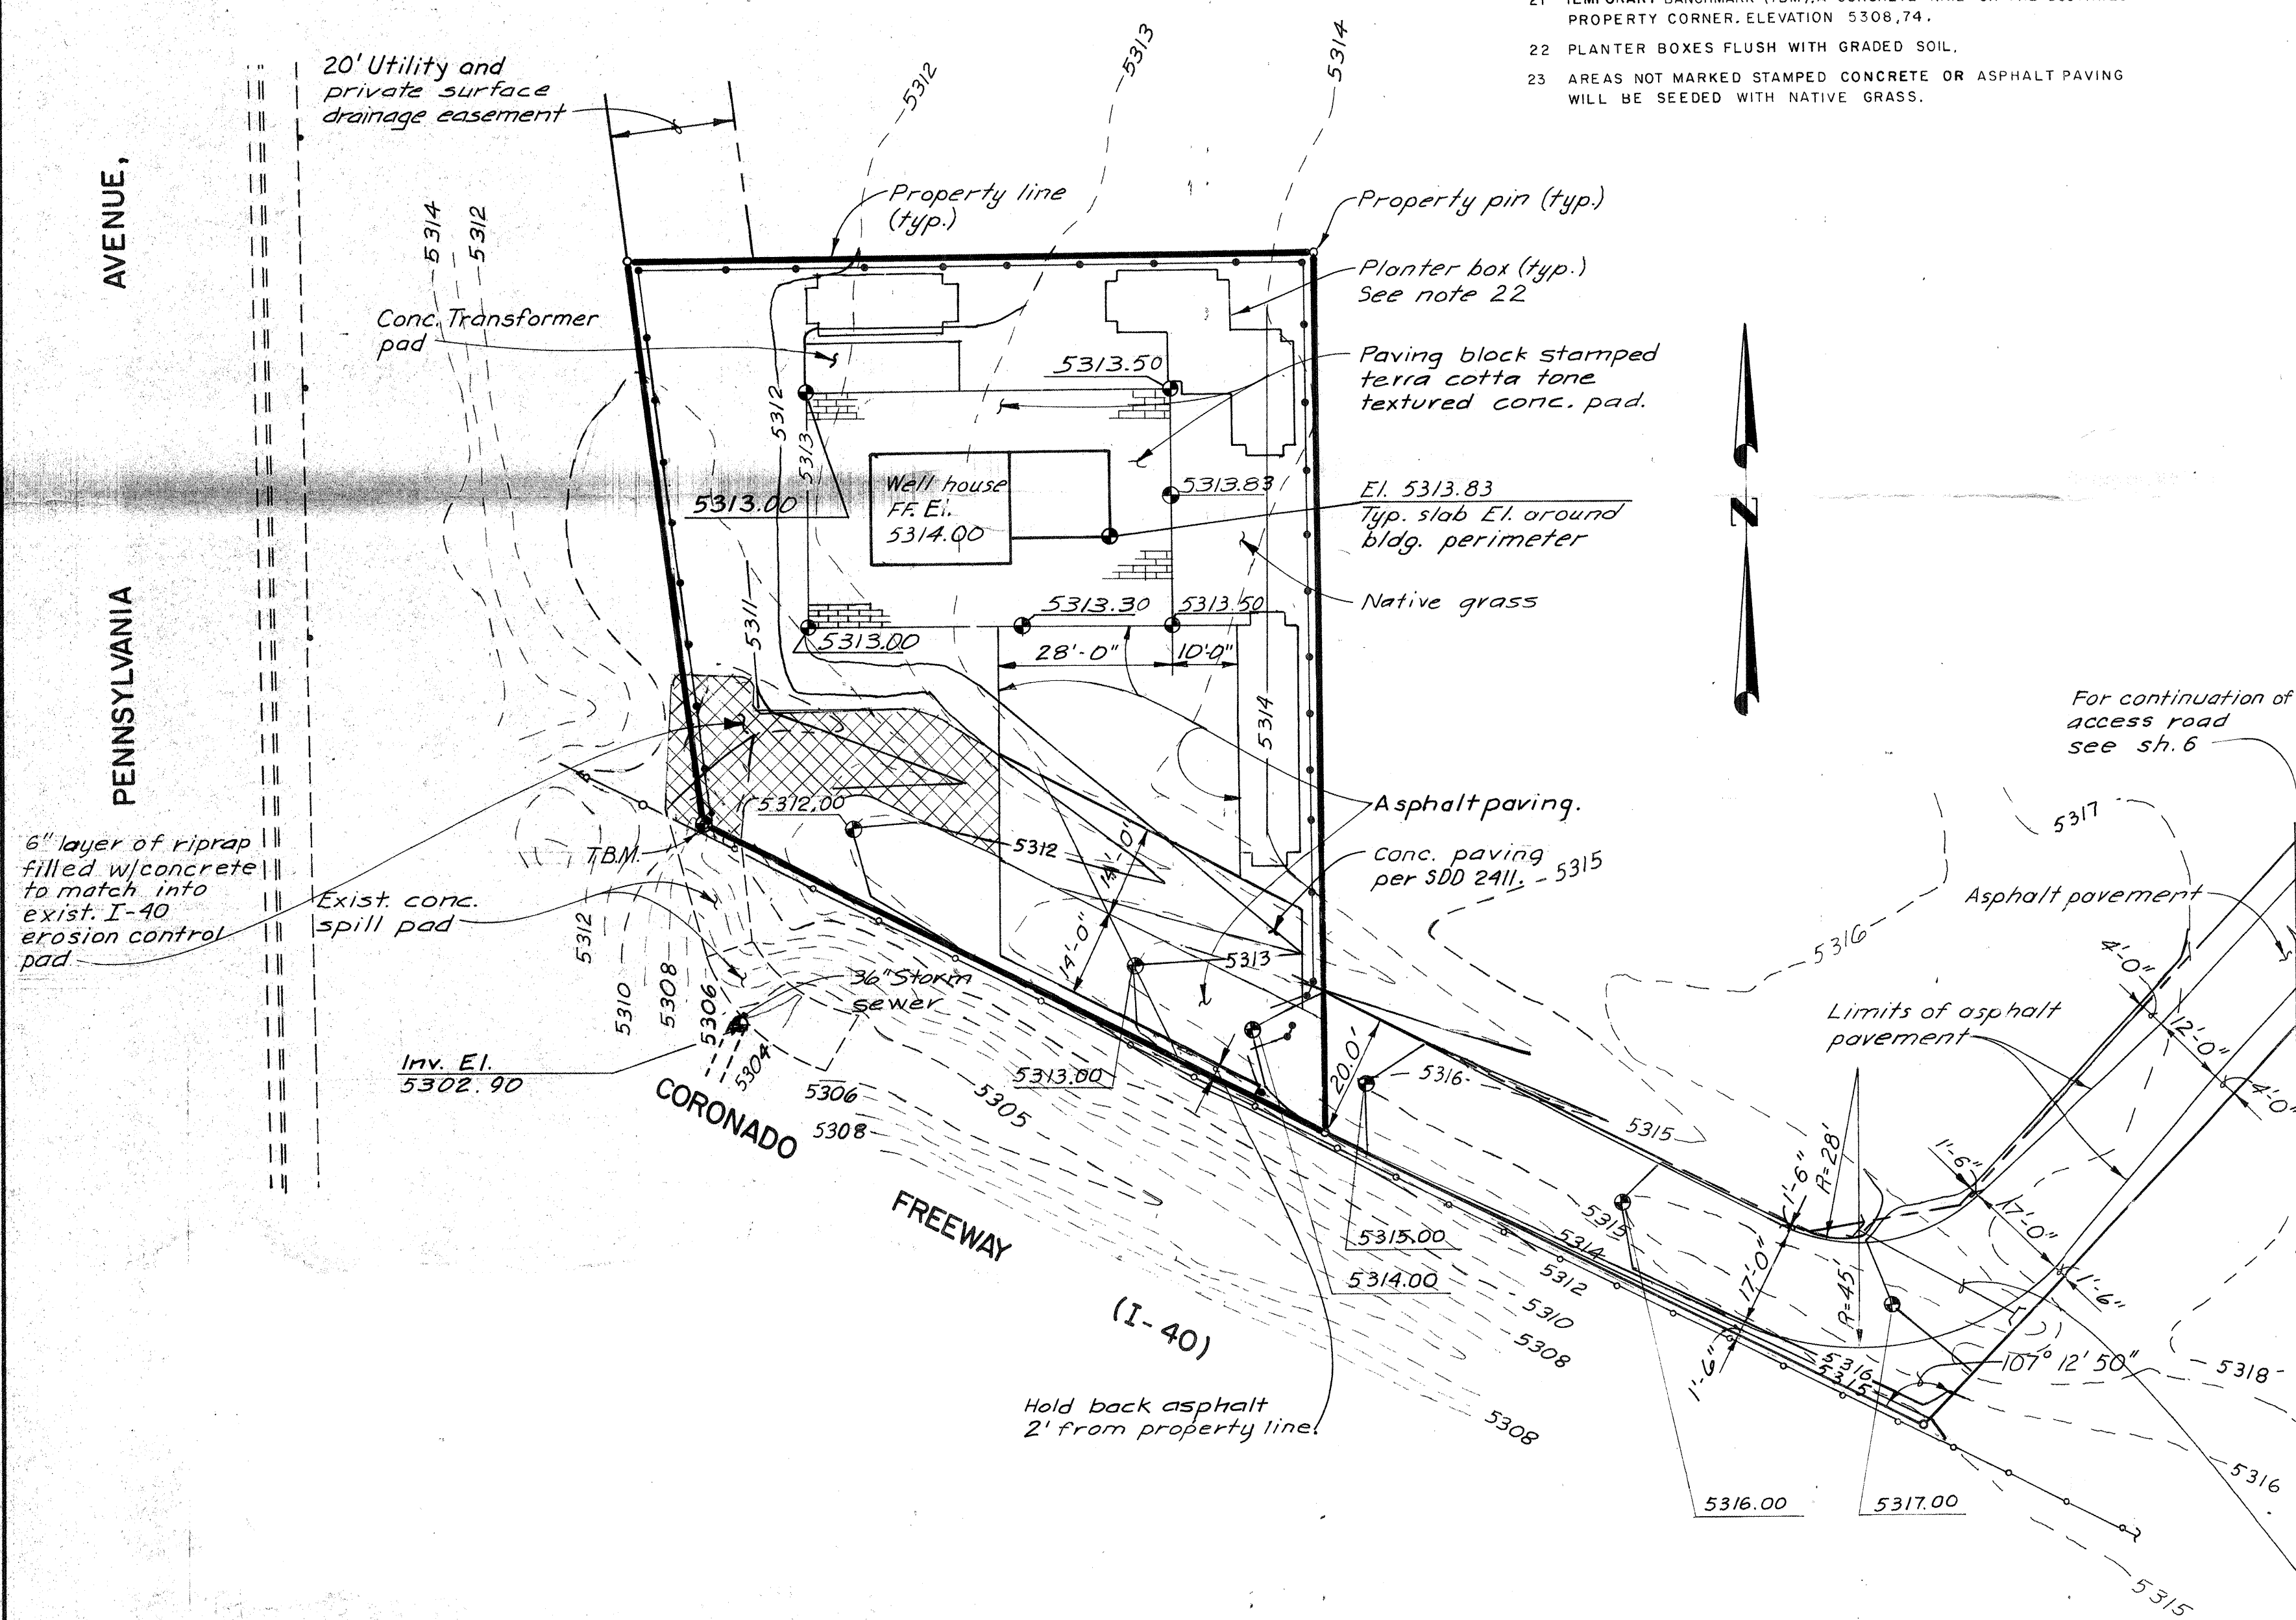 PROPERTY CORNER. ELEVATION 5308,74.
22 PLANTER BOXES FLUSH WITH GRADED SOIL.
23 AREAS NOT MARKED STAMPED CONCRETE OR ASPHALT PAVING
WILL BE SEEDED WITH NATIVE GRASS.
20' Utility and
private surface
drainage easement
5312
5313
5314
AVENUE,
PENNSYLVANIA
5314
5312
Property line
(typ.)
Property pin (typ.)
Planter box (typ.)
See note 22
Conc. Transformer
pad
5313.50
Paving block stamped
terra cotta tone
textured conc. pad.
5312
5313
5313.00
Well house
FF. El.
5314.00
5313.83
El. 5313.83
Typ. slab El. around
bldg. perimeter
N
5311
5313.00
5313.30
5313.50
28'-0"
10'-0"
Native grass
5314
For continuation of
access road
see sh. 6
5317
6" layer of riprap
filled w/concrete
to match into
exist. I-40
erosion control
pad
T.B.M.
5312.00
5312
14'-0"
14'-0"
Asphalt paving.
Conc. paving
per SDD 2411.
5315
Asphalt pavement
5316
Exist. conc.
spill pad
5312
5310
5308
5306
5304
36" Storm
sewer
5313
Inv. El.
5302.90
5306
5308
5305
5313.00
20.0'
5316
5315
Limits of asphalt
pavement
4'-0"
12'-0"
4'-0"
1'-6"
17'-0"
1'-6"
R=28'
R=45'
1'-6"
17'-0"
1'-6"
CORONADO
FREEWAY
(I-40)
5315.00
5314.00
5315
5314
5312
5310
5308
5308
5316
5315
107° 12' 50"
5318
5316
5315
Hold back asphalt
2' from property line.
5316.00
5317.00